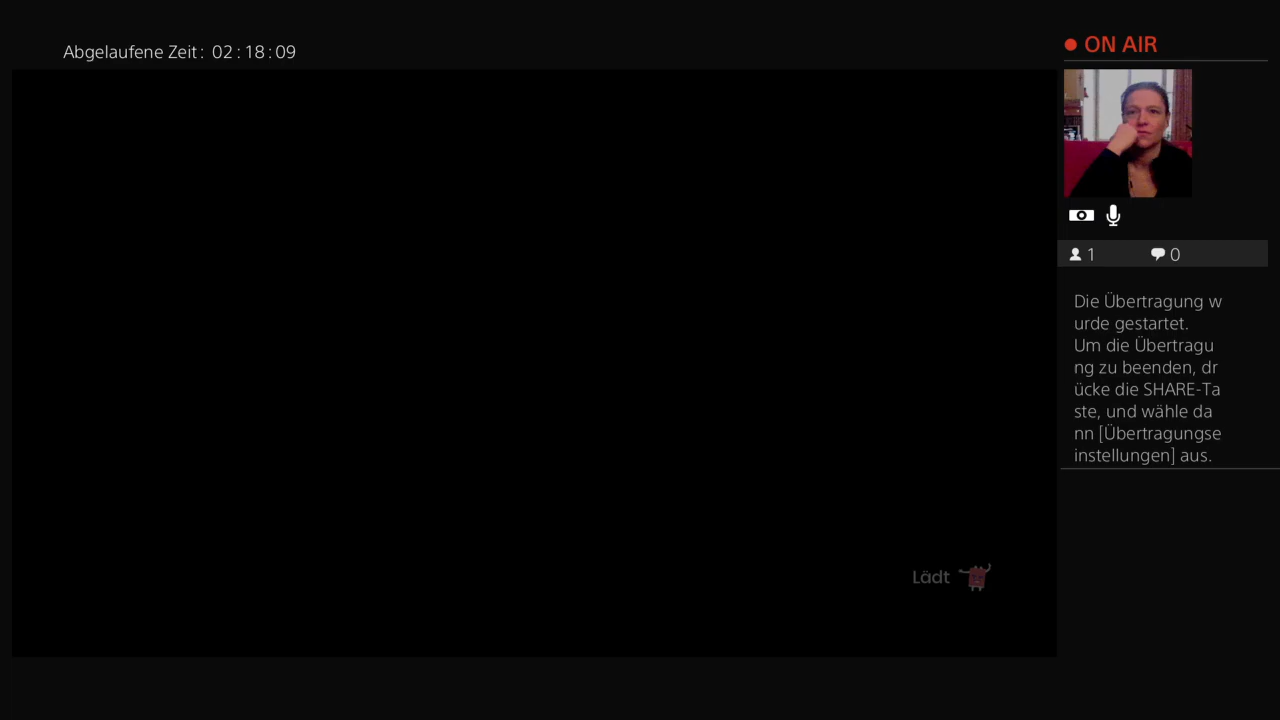 Abgelaufene Zeit: 02:18:09
ON AIR
1 0
Die Übertragung w
urde gestartet.
Um die Übertragu
ng zu beenden, dr
ücke die SHARE-Ta
ste, und wähle da
nn [Übertragungse
instellungen] aus.
Lädt